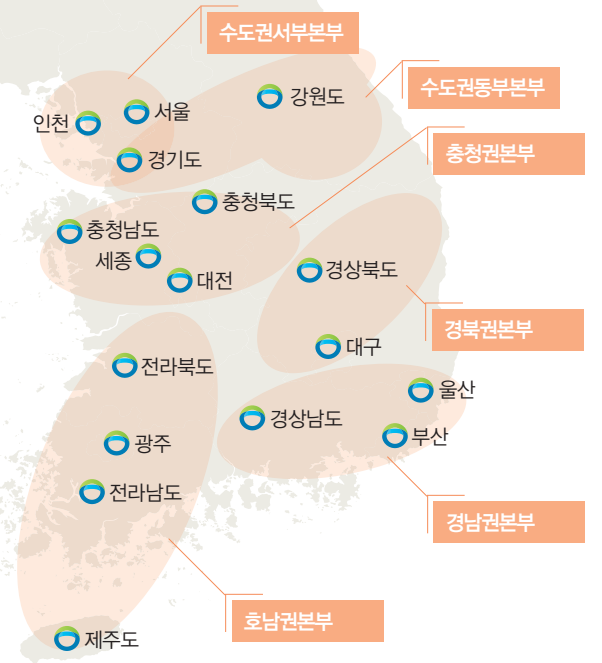 수도권서부본부
수도권동부본부
강원도
서울
인천
경기도
충청권본부
충청북도
충청남도
세종
대전
경상북도
경북권본부
대구
전라북도
울산
경상남도
부산
광주
전라남도
경남권본부
호남권본부
제주도